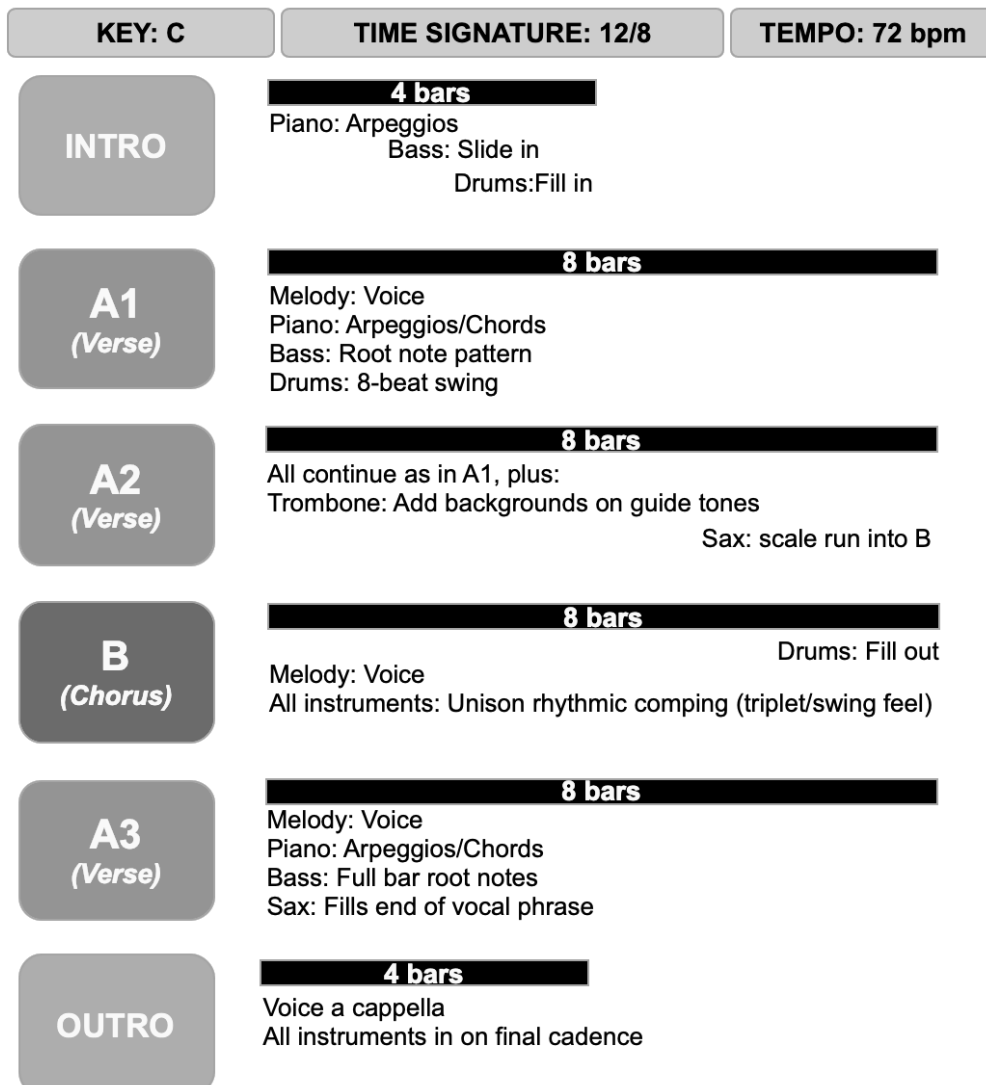 KEY: C
TIME SIGNATURE: 12/8
TEMPO: 72 bpm
INTRO
4 bars
Piano: Arpeggios
Bass: Slide in
Drums:Fill in
A1
(Verse)
8 bars
Melody: Voice
Piano: Arpeggios/Chords
Bass: Root note pattern
Drums: 8-beat swing
A2
(Verse)
8 bars
All continue as in A1, plus:
Trombone: Add backgrounds on guide tones
Sax: scale run into B
B
(Chorus)
8 bars
Drums: Fill out
Melody: Voice
All instruments: Unison rhythmic comping (triplet/swing feel)
A3
(Verse)
8 bars
Melody: Voice
Piano: Arpeggios/Chords
Bass: Full bar root notes
Sax: Fills end of vocal phrase
OUTRO
4 bars
Voice a cappella
All instruments in on final cadence